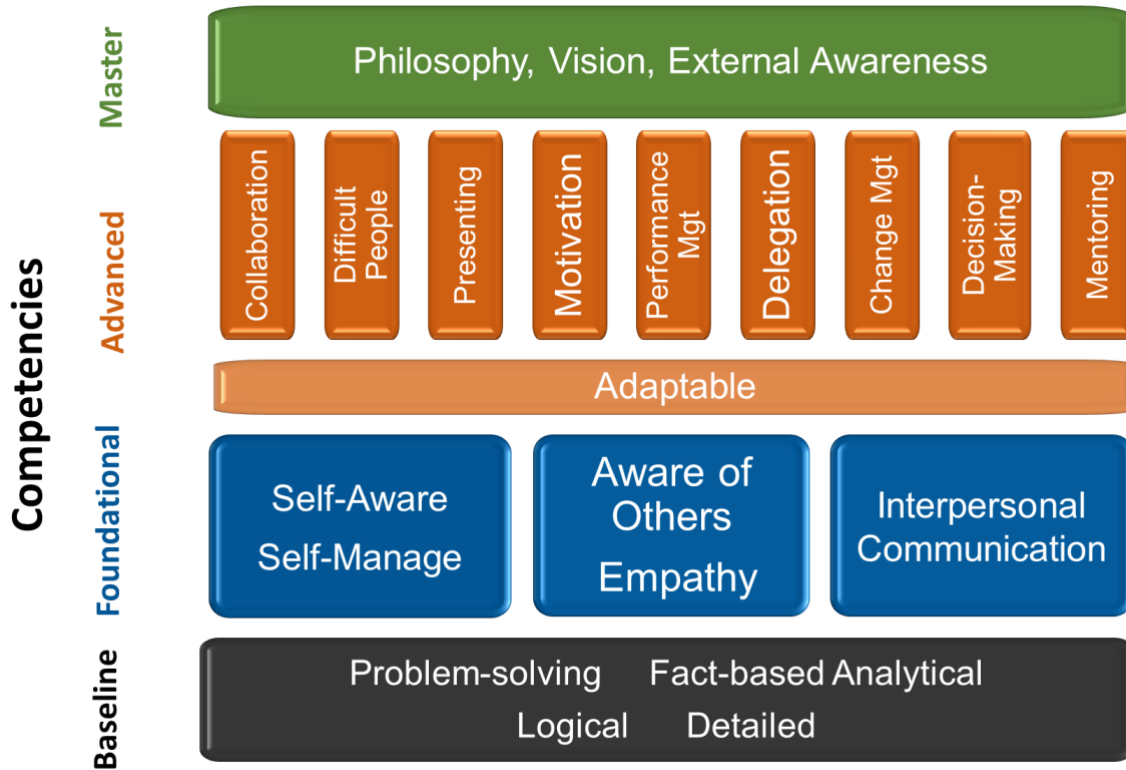 Competencies
Master
Philosophy, Vision, External Awareness
Advanced
Collaboration
Difficult
People
Presenting
Motivation
Performance
Mgt
Delegation
Change Mgt
Decision-
Making
Mentoring
Adaptable
Foundational
Self-Aware
Self-Manage
Aware of
Others
Empathy
Interpersonal
Communication
Baseline
Problem-solving Fact-based Analytical
Logical Detailed